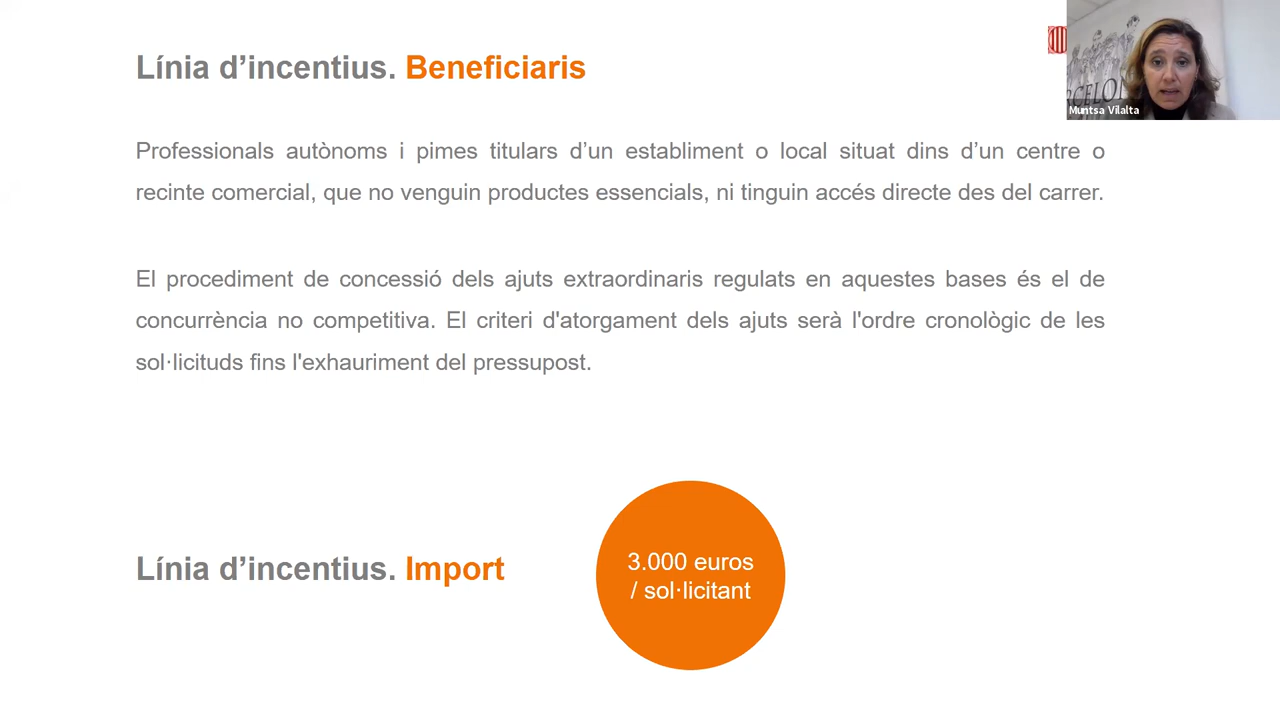 Línia d’incentius. Beneficiaris
Muntsa Vilalta
Professionals autònoms i pimes titulars d’un establiment o local situat dins d’un centre o
recinte comercial, que no venguin productes essencials, ni tinguin accés directe des del carrer.
El procediment de concessió dels ajuts extraordinaris regulats en aquestes bases és el de
concurrència no competitiva. El criteri d'atorgament dels ajuts serà l'ordre cronològic de les
sol·licituds fins l'exhauriment del pressupost.
Línia d’incentius. Import
3.000 euros
/ sol·licitant